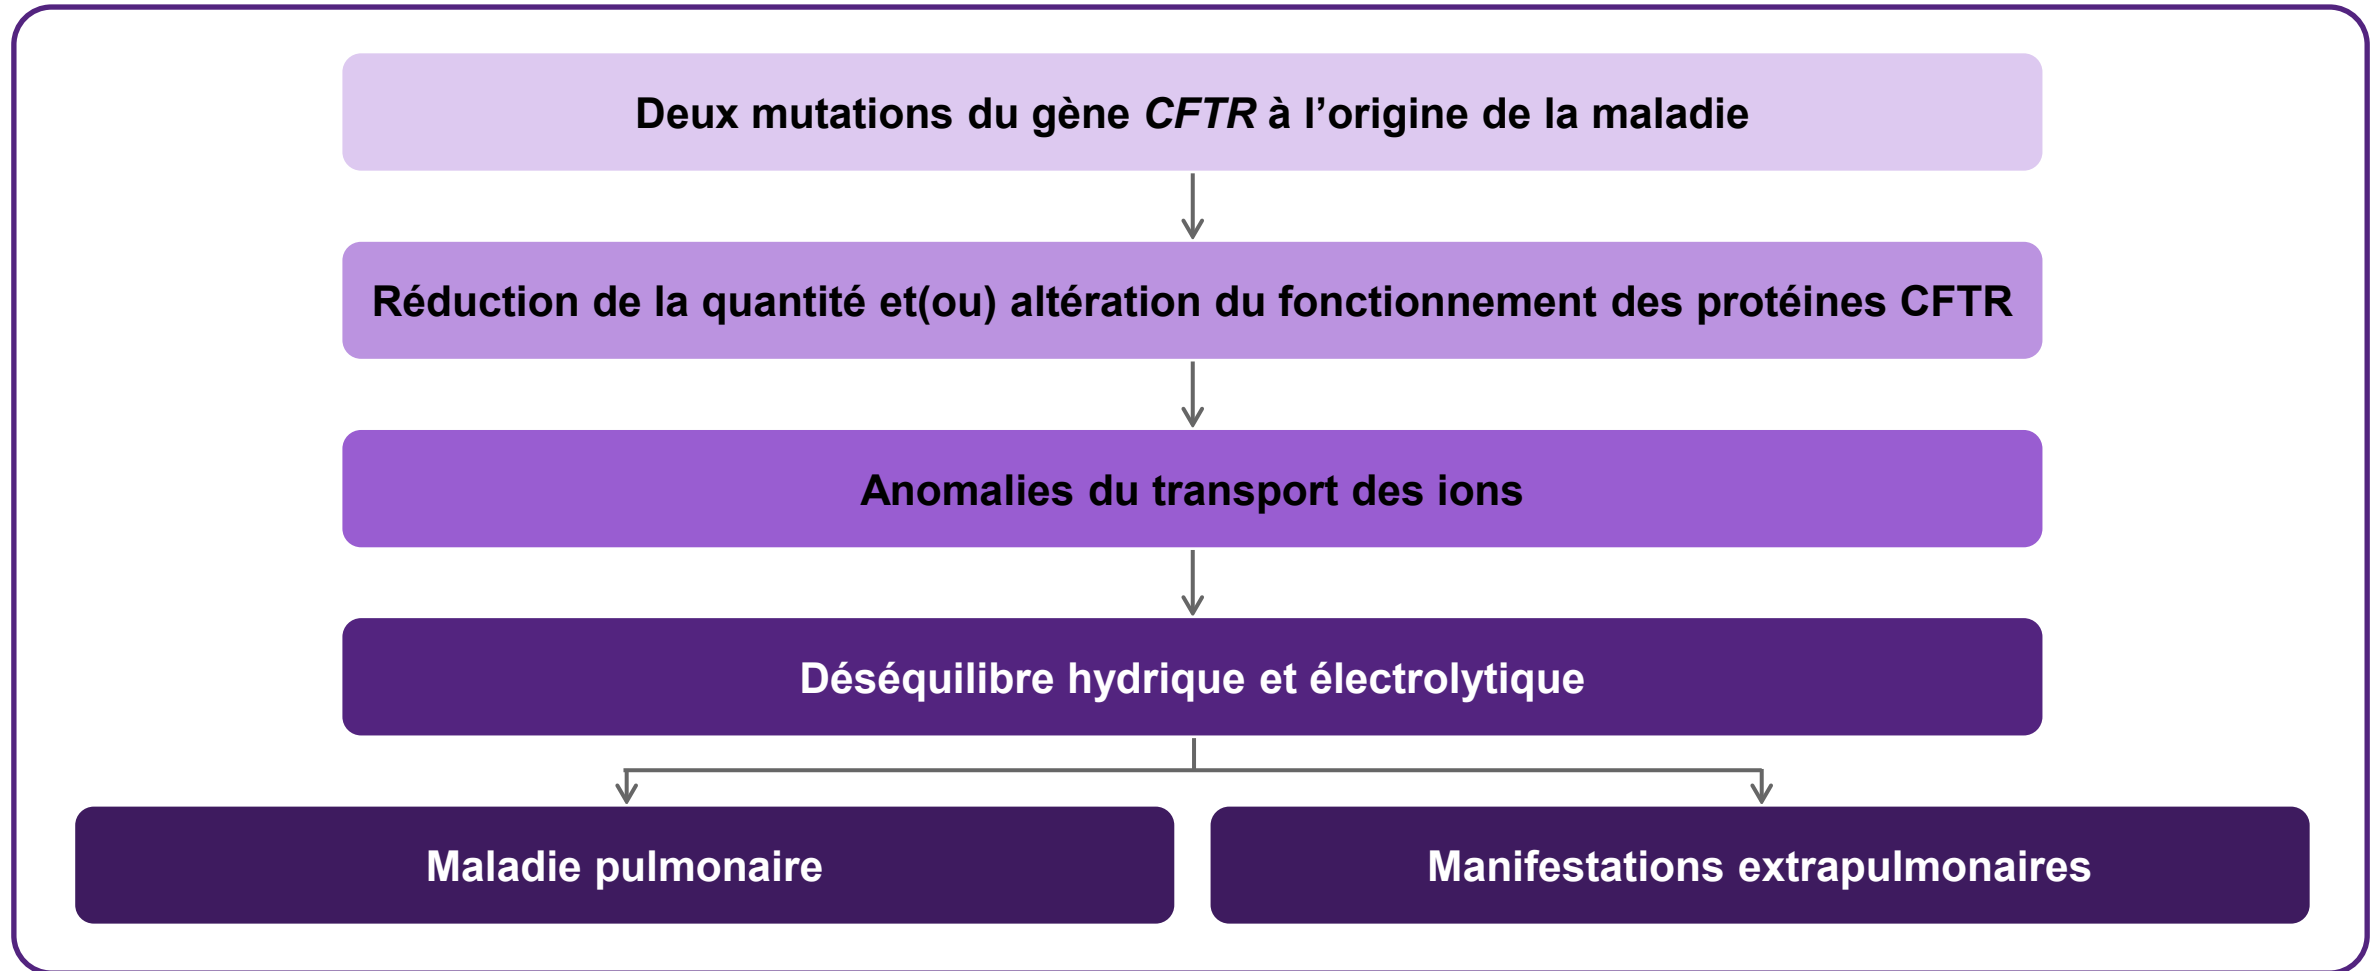 Deux mutations du gène CFTR à l’origine de la maladie
Réduction de la quantité et(ou) altération du fonctionnement des protéines CFTR
Anomalies du transport des ions
Déséquilibre hydrique et électrolytique
Maladie pulmonaire
Manifestations extrapulmonaires